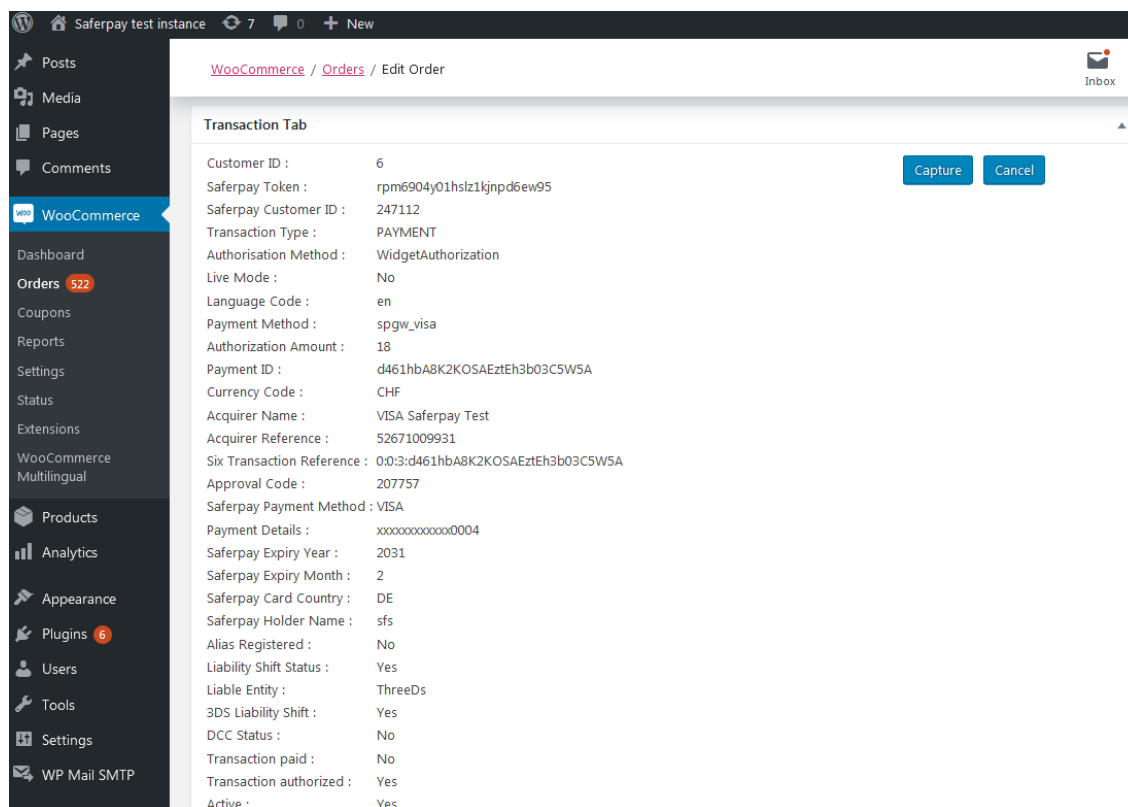 Saferpay test instance 7 0 + New
Posts
Media
Pages
Comments
WooCommerce
Dashboard
Orders 522
Coupons
Reports
Settings
Status
Extensions
WooCommerce
Multilingual
Products
Analytics
Appearance
Plugins 6
Users
Tools
Settings
WP Mail SMTP
WooCommerce / Orders / Edit Order
Inbox
Transaction Tab
Capture Cancel
Customer ID : 6
Saferpay Token : rpm6904y01hslz1kjnpd6ew95
Saferpay Customer ID : 247112
Transaction Type : PAYMENT
Authorisation Method : WidgetAuthorization
Live Mode : No
Language Code : en
Payment Method : spgw_visa
Authorization Amount : 18
Payment ID : d461hbA8K2KOSAEztEh3b03C5W5A
Currency Code : CHF
Acquirer Name : VISA Saferpay Test
Acquirer Reference : 52671009931
Six Transaction Reference : 0:0:3:d461hbA8K2KOSAEztEh3b03C5W5A
Approval Code : 207757
Saferpay Payment Method : VISA
Payment Details : xxxxxxxxxxxx0004
Saferpay Expiry Year : 2031
Saferpay Expiry Month : 2
Saferpay Card Country : DE
Saferpay Holder Name : sfs
Alias Registered : No
Liability Shift Status : Yes
Liable Entity : ThreeDs
3DS Liability Shift : Yes
DCC Status : No
Transaction paid : No
Transaction authorized : Yes
Active : Yes